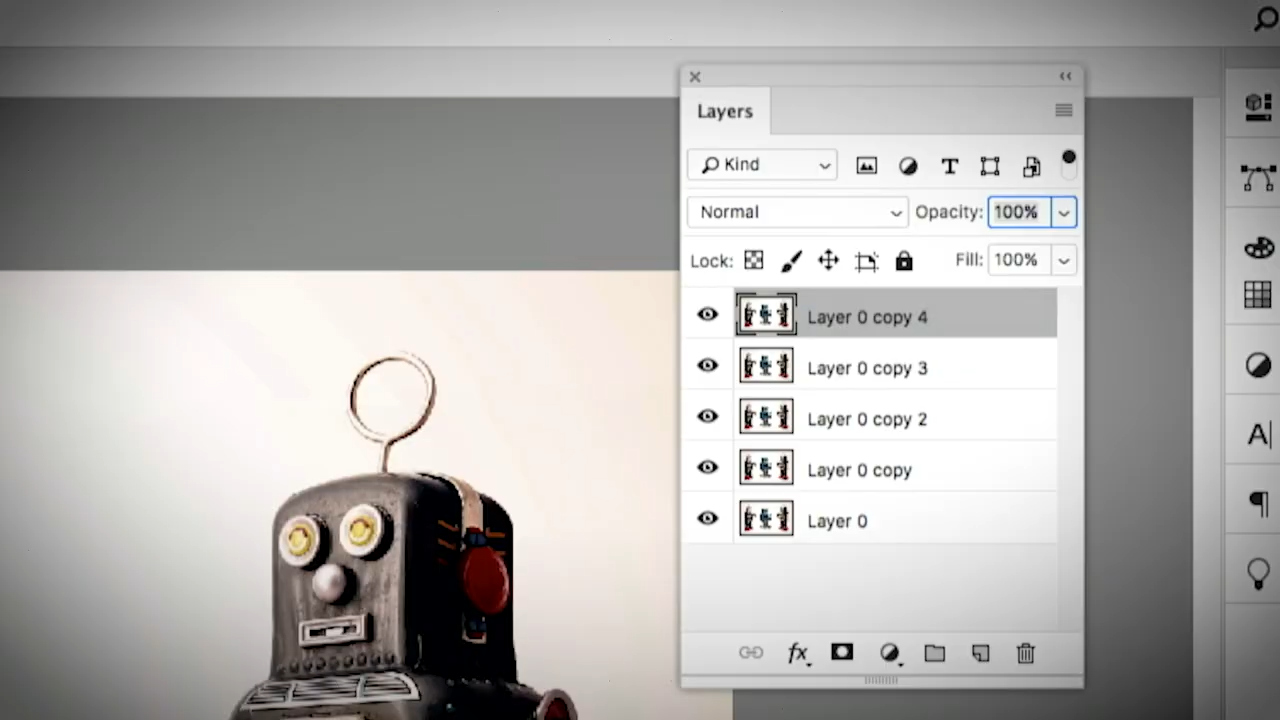 Layers
Kind
Normal Opacity: 100%
Lock: Fill: 100%
Layer 0 copy 4
Layer 0 copy 3
Layer 0 copy 2
Layer 0 copy
Layer 0
fx
A